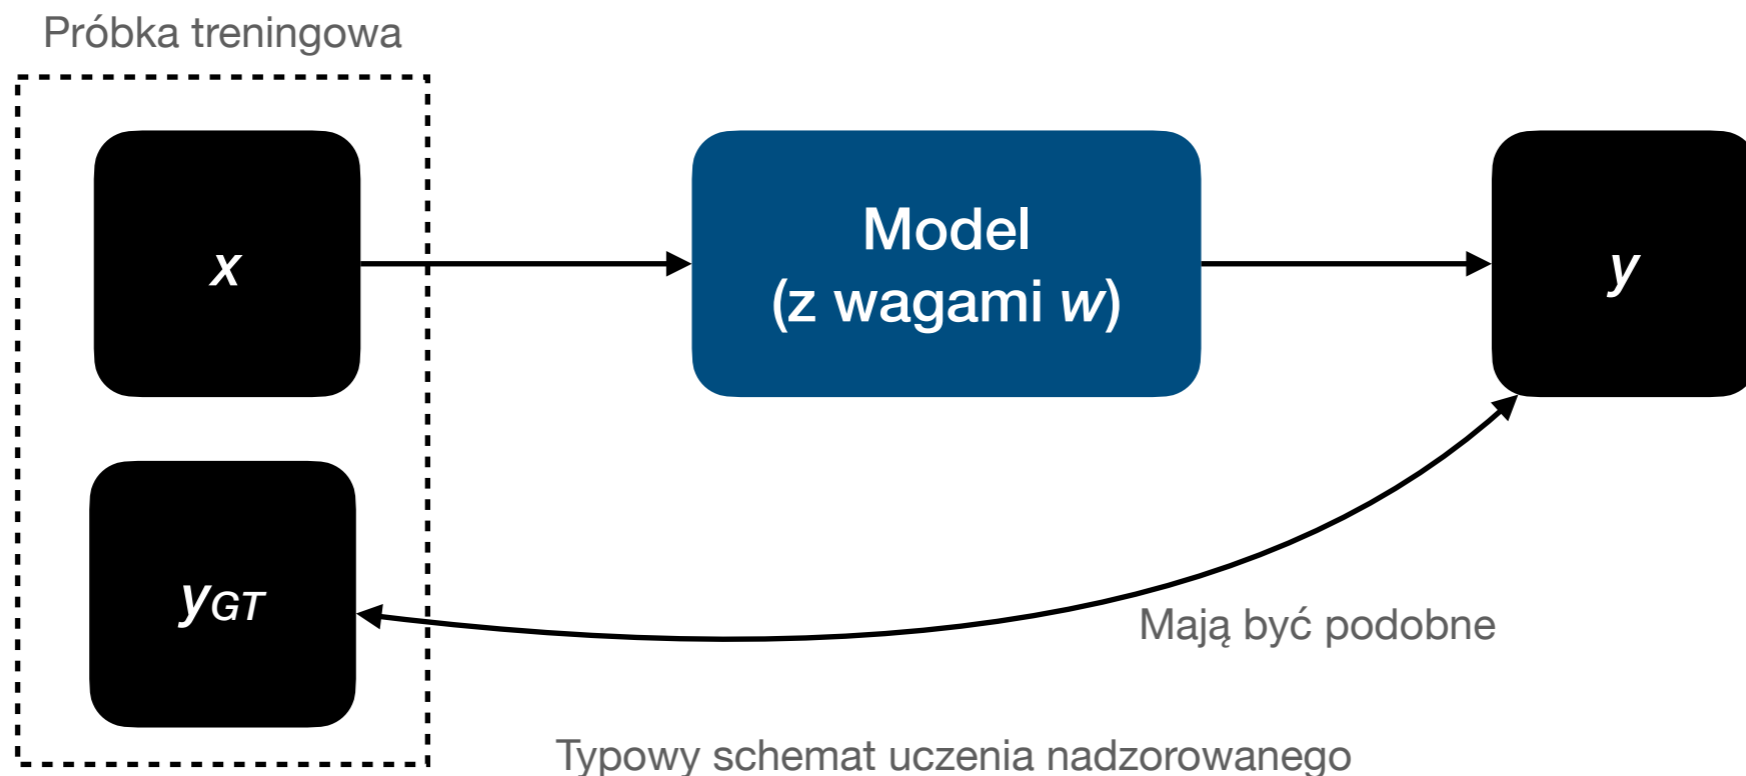 Próbka treningowa
x
Model
(z wagami w)
y
yGT
Mają być podobne
Typowy schemat uczenia nadzorowanego